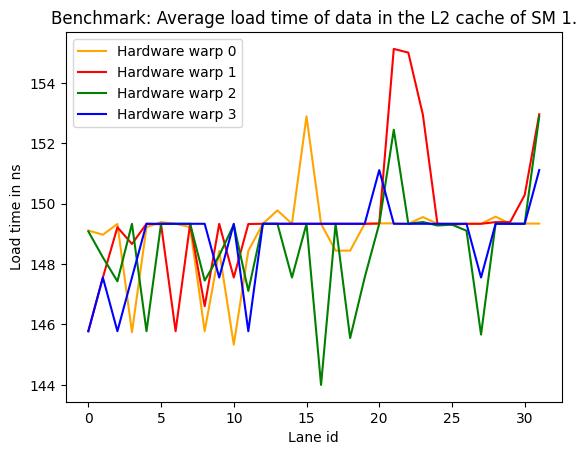 Benchmark: Average load time of data in the L2 cache of SM 1.
Hardware warp 0
Hardware warp 1
Hardware warp 2
Hardware warp 3
Load time in ns
154
152
150
148
146
144
0 5 10 15 20 25 30
Lane id